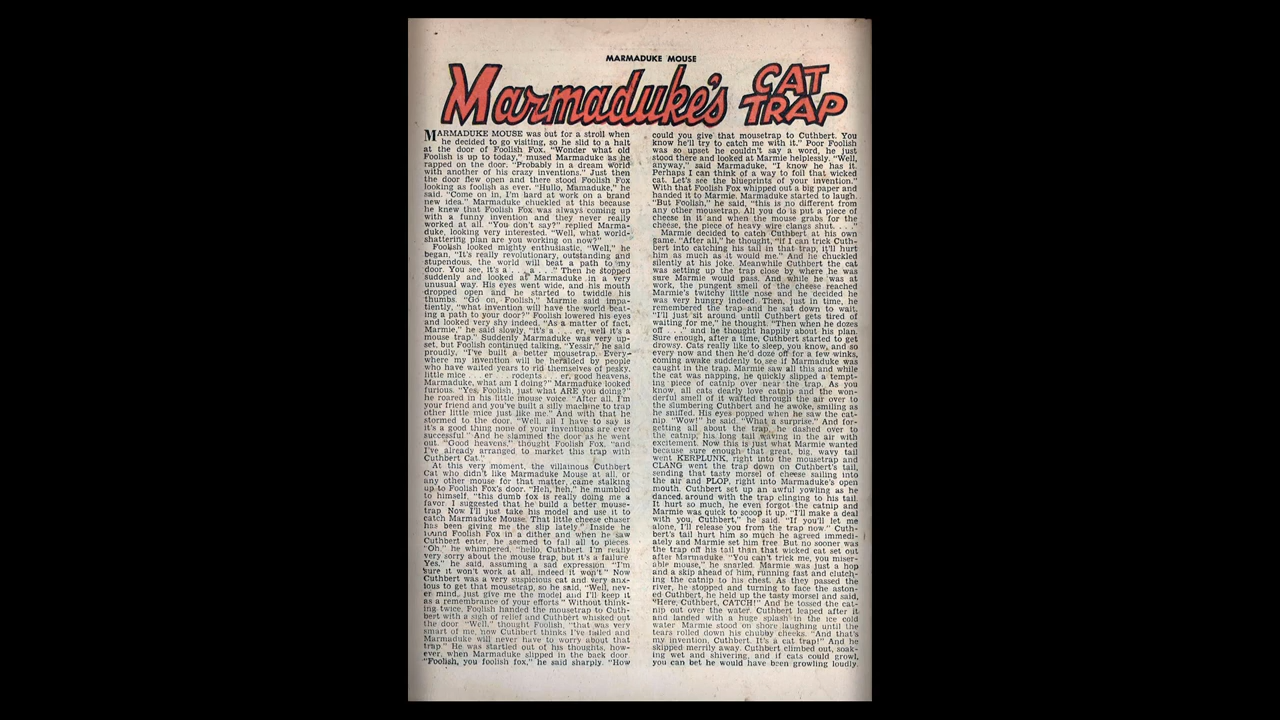 MARMADUKE MOUSE
Marmaduke's CAT TRAP
MARMADUKE MOUSE was out for a stroll when
he decided to go visiting, so he slid to a halt
at the door of Foolish Fox. "Wonder what old
Foolish is up to today," mused Marmaduke as he
rapped on the door. "Probably in a dream world
with another of his crazy inventions." Just then
the door flew open and there stood Foolish Fox
looking as foolish as ever. "Hullo, Mamaduke," he
said. "Come on in, I'm hard at work on a brand
new idea." Marmaduke chuckled at this because
he knew that Foolish Fox was always coming up
with a funny invention and they never really
worked at all. "You don't say?" replied Marma-
duke, looking very interested. "Well, what world-
shattering plan are you working on now?"
Foolish looked mighty enthusiastic, "Well," he
began, "It's really revolutionary, outstanding and
stupendous, the world will beat a path to my
door. You see, it's a . . . a . . ." Then he stopped
suddenly and looked at Marmaduke in a very
unusual way. His eyes went wide, and his mouth
dropped open and he started to twiddle his
thumbs. "Go on, Foolish," Marmie said impa-
tiently, "what invention will have the world beat-
ing a path to your door?" Foolish lowered his eyes
and looked very shy indeed. "As a matter of fact,
Marmie," he said slowly, "it's a . . . er, well it's a
mouse trap." Suddenly Marmaduke was very up-
set, but Foolish continued talking. "Yessir," he said
proudly, "I've built a better mousetrap. Every-
where my invention will be heralded by people
who have waited years to rid themselves of pesky,
little mice . . . er . . . rodents . . . er, good heavens,
Marmaduke, what am I doing?" Marmaduke looked
furious. "Yes, Foolish, just what ARE you doing?"
he roared in his little mouse voice. "After all, I'm
your friend and you've built a silly machine to trap
other little mice just like me." And with that he
stormed to the door. "Well, all I have to say is
it's a good thing none of your inventions are ever
successful" And he slammed the door as he went
out. "Good heavens," thought Foolish Fox, "and
I've already arranged to market this trap with
Cuthbert Cat."
At this very moment, the villainous Cuthbert
Cat who didn't like Marmaduke Mouse at all, or
any other mouse for that matter, came stalking
up to Foolish Fox's door. "Heh, heh," he mumbled
to himself, "this dumb fox is really doing me a
favor I suggested that he build a better mouse-
trap Now I'll just take his model and use it to
catch Marmaduke Mouse. That little cheese chaser
has been giving me the slip lately" Inside he
found Foolish Fox in a dither and when he saw
Cuthbert enter, he seemed to fall all to pieces.
"Oh," he whimpered, "hello, Cuthbert I'm really
very sorry about the mouse trap, but it's a failure
Yes," he said, assuming a sad expression "I'm
sure it won't work at all, indeed it won't" Now
Cuthbert was a very suspicious cat and very anx-
ious to get that mousetrap, so he said, "Well, nev-
er mind, just give me the model and I'll keep it
as a remembrance of your efforts" Without think-
ing twice, Foolish handed the mousetrap to Cuth-
bert with a sigh of relief and Cuthbert whisked out
the door "Well," thought Foolish, "that was very
smart of me, now Cuthbert thinks I've failed and
Marmaduke will never have to worry about that
trap" He was startled out of his thoughts, how-
ever, when Marmaduke slipped in the back door.
"Foolish, you foolish fox," he said sharply. "How
could you give that mousetrap to Cuthbert. You
know he'll try to catch me with it." Poor Foolish
was so upset he couldn't say a word, he just
stood there and looked at Marmie helplessly. "Well,
anyway," said Marmaduke, "I know he has it.
Perhaps I can think of a way to foil that wicked
cat. Let's see the blueprints of your invention."
With that Foolish Fox whipped out a big paper and
handed it to Marmie. Marmaduke started to laugh.
"But Foolish," he said, "this is no different from
any other mousetrap. All you do is put a piece of
cheese in it and when the mouse grabs for the
cheese, the piece of heavy wire clangs shut. . . ."
Marmie decided to catch Cuthbert at his own
game. "After all," he thought, "if I can trick Cuth-
bert into catching his tail in that trap, it'll hurt
him as much as it would me." And he chuckled
silently at his joke. Meanwhile Cuthbert the cat
was setting up the trap close by where he was
sure Marmie would pass. And while he was at
work, the pungent smell of the cheese reached
Marmie's twitchy little nose and he decided he
was very hungry indeed. Then, just in time, he
remembered the trap and he sat down to wait.
"I'll just sit around until Cuthbert gets tired of
waiting for me," he thought. "Then when he dozes
off . . ." and he thought happily about his plan.
Sure enough, after a time, Cuthbert started to get
drowsy. Cats really like to sleep, you know, and so
every now and then he'd doze off for a few winks,
coming awake suddenly to see if Marmaduke was
caught in the trap. Marmie saw all this and while
the cat was napping, he quickly slipped a tempt-
ing piece of catnip over near the trap. As you
know, all cats dearly love catnip and the won-
derful smell of it wafted through the air over to
the slumbering Cuthbert and he awoke, smiling as
he sniffed. His eyes popped when he saw the cat-
nip "Wow!" he said. "What a surprise." And for-
getting all about the trap, he dashed over to
the catnip, his long tail waving in the air with
excitement. Now this is just what Marmie wanted
because sure enough that great, big, wavy tail
went KERPLUNK, right into the mousetrap and
CLANG went the trap down on Cuthbert's tail,
sending that tasty morsel of cheese sailing into
the air and PLOP, right into Marmaduke's open
mouth. Cuthbert set up an awful yowling as he
danced around with the trap clinging to his tail.
It hurt so much, he even forgot the catnip and
Marmie was quick to scoop it up. "I'll make a deal
with you, Cuthbert," he said. "If you'll let me
alone, I'll release you from the trap now." Cuth-
bert's tail hurt him so much he agreed immedi-
ately and Marmie set him free But no sooner was
the trap off his tail than that wicked cat set out
after Marmaduke "You can't trick me, you miser-
able mouse," he snarled. Marmie was just a hop
and a skip ahead of him, running fast and clutch-
ing the catnip to his chest. As they passed the
river, he stopped and turning to face the aston-
ed Cuthbert, he held up the tasty morsel and said,
"Here, Cuthbert, CATCH!" And he tossed the cat-
nip out over the water. Cuthbert leaped after it
and landed with a huge splash in the ice cold
water Marmie stood on shore laughing until the
tears rolled down his chubby cheeks. "And that's
my invention, Cuthbert. It's a cat trap!" And he
skipped merrily away. Cuthbert climbed out, soak-
ing wet and shivering, and if cats could growl,
you can bet he would have been growling loudly.